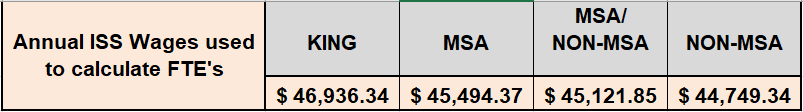 Annual ISS Wages used
to calculate FTE's
KING
MSA
MSA/
NON-MSA
NON-MSA
$ 46,936.34
$ 45,494.37
$ 45,121.85
$ 44,749.34